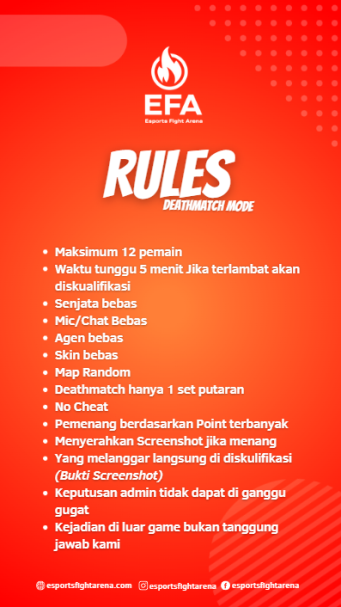 EFA
Esports Fight Arena
RULES
DEATHMATCH MODE
• Maksimum 12 pemain
• Waktu tunggu 5 menit Jika terlambat akan
diskualifikasi
• Senjata bebas
• Mic/Chat Bebas
• Agen bebas
• Skin bebas
• Map Random
• Deathmatch hanya 1 set putaran
• No Cheat
• Pemenang berdasarkan Point terbanyak
• Menyerahkan Screenshot jika menang
• Yang melanggar langsung di diskulifikasi
(Bukti Screenshot)
• Keputusan admin tidak dapat di ganggu
gugat
• Kejadian di luar game bukan tanggung
jawab kami
esportsfightarena.com esportsfightarena esportsfightarena